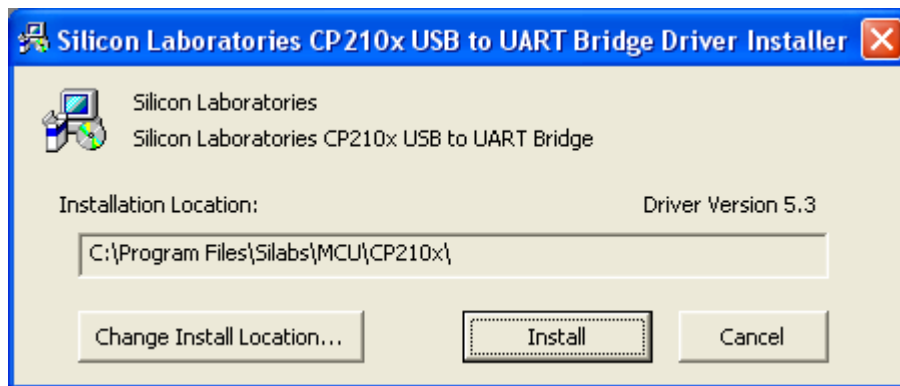 Silicon Laboratories CP210x USB to UART Bridge Driver Installer
Silicon Laboratories
Silicon Laboratories CP210x USB to UART Bridge
Installation Location:
Driver Version 5.3
C:\Program Files\Silabs\MCU\CP210x\
Change Install Location...
Install
Cancel